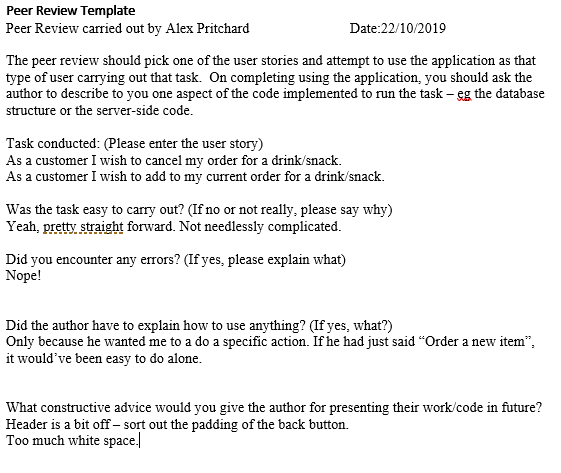 Peer Review Template
Peer Review carried out by Alex Pritchard Date:22/10/2019
The peer review should pick one of the user stories and attempt to use the application as that
type of user carrying out that task. On completing using the application, you should ask the
author to describe to you one aspect of the code implemented to run the task – eg the database
structure or the server-side code.
Task conducted: (Please enter the user story)
As a customer I wish to cancel my order for a drink/snack.
As a customer I wish to add to my current order for a drink/snack.
Was the task easy to carry out? (If no or not really, please say why)
Yeah, pretty straight forward. Not needlessly complicated.
Did you encounter any errors? (If yes, please explain what)
Nope!
Did the author have to explain how to use anything? (If yes, what?)
Only because he wanted me to a do a specific action. If he had just said “Order a new item”,
it would’ve been easy to do alone.
What constructive advice would you give the author for presenting their work/code in future?
Header is a bit off – sort out the padding of the back button.
Too much white space.